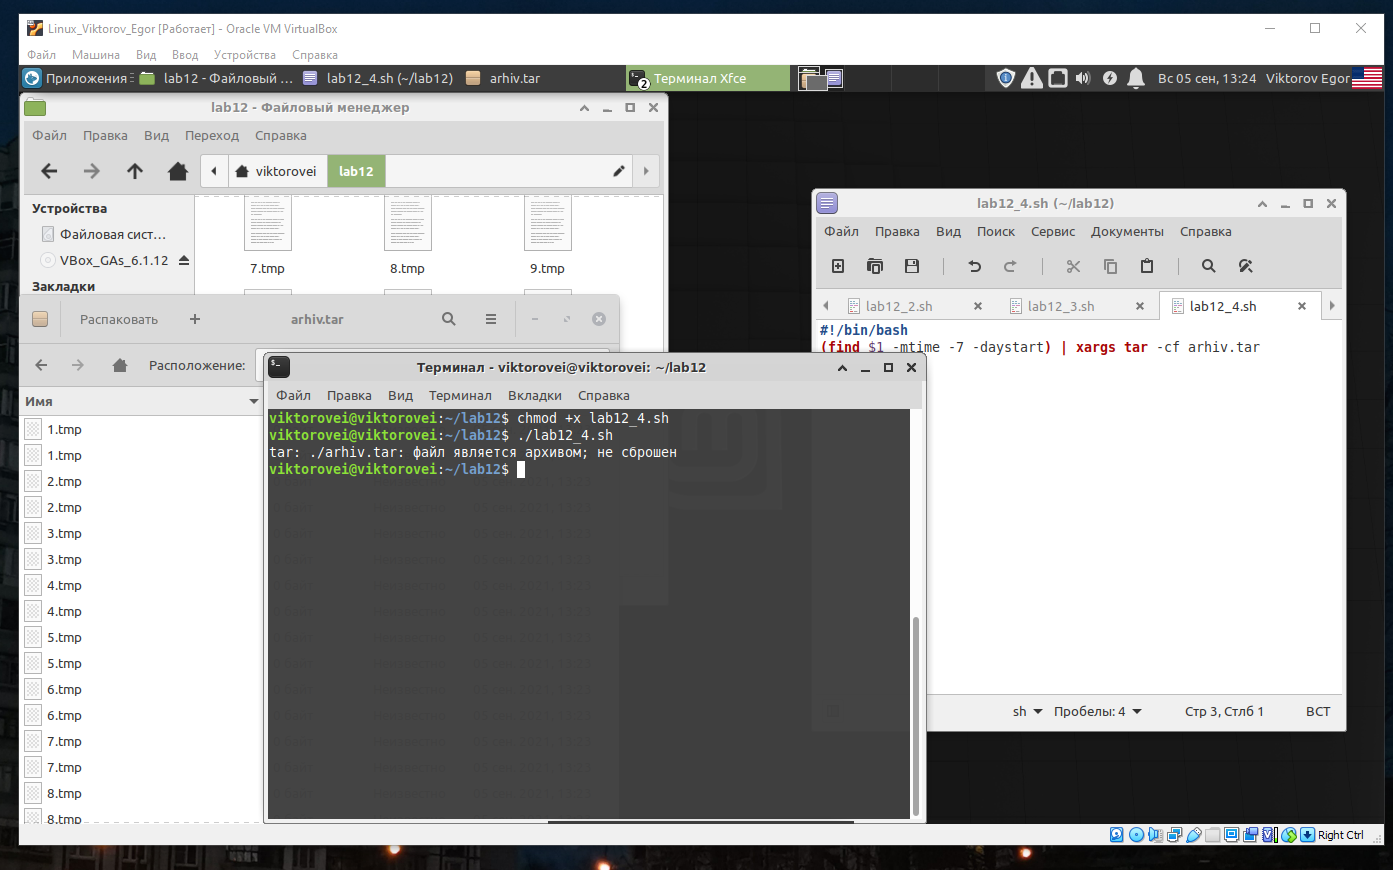 Linux_Viktorov_Egor [Работает] - Oracle VM VirtualBox
Файл Машина Вид Ввод Устройства Справка
Приложения lab12 - Файловый ... lab12_4.sh (~/lab12) arhiv.tar 2 Терминал Xfce Вс 05 сен, 13:24 Viktorov Egor
lab12 - Файловый менеджер
Файл Правка Вид Переход Справка
viktorovei lab12
Устройства
Файловая сист...
VBox_GAs_6.1.12
Закладки
7.tmp 8.tmp 9.tmp
Распаковать + arhiv.tar
Расположение:
Имя
1.tmp
1.tmp
2.tmp
2.tmp
3.tmp
3.tmp
4.tmp
4.tmp
5.tmp
5.tmp
6.tmp
6.tmp
7.tmp
7.tmp
8.tmp
8.tmp
lab12_4.sh (~/lab12)
Файл Правка Вид Поиск Сервис Документы Справка
lab12_2.sh lab12_3.sh lab12_4.sh
#!/bin/bash
(find $1 -mtime -7 -daystart) | xargs tar -cf arhiv.tar
sh Пробелы: 4 Стр 3, Стлб 1 ВСТ
Терминал - viktorovei@viktorovei: ~/lab12
Файл Правка Вид Терминал Вкладки Справка
viktorovei@viktorovei:~/lab12$ chmod +x lab12_4.sh
viktorovei@viktorovei:~/lab12$ ./lab12_4.sh
tar: ./arhiv.tar: файл является архивом; не сброшен
viktorovei@viktorovei:~/lab12$
Right Ctrl